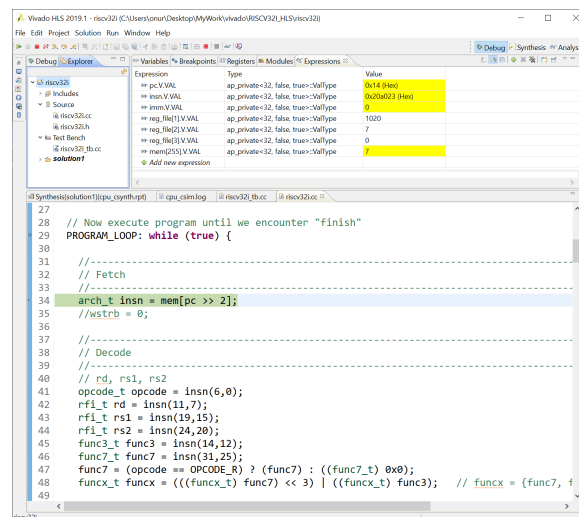 Vivado HLS 2019.1 - riscv32i (C:\Users\onur\Desktop\MyWork\vivado\RISCV32I_HLS\riscv32i)
File Edit Project Solution Run Window Help
Debug Synthesis Analys
Debug Explorer
Variables Breakpoints Registers Modules Expressions
riscv32i
Includes
Source
riscv32i.cc
riscv32i.h
Test Bench
riscv32i_tb.cc
solution1
Expression Type Value
pc.V.VAL ap_private<32, false, true>::ValType 0x14 (Hex)
insn.V.VAL ap_private<32, false, true>::ValType 0x20a023 (Hex)
imm.V.VAL ap_private<32, false, true>::ValType 0
reg_file[1].V.VAL ap_private<32, false, true>::ValType 1020
reg_file[2].V.VAL ap_private<32, false, true>::ValType 7
reg_file[3].V.VAL ap_private<32, false, true>::ValType 0
mem[255].V.VAL ap_private<32, false, true>::ValType 7
Add new expression
Synthesis(solution1)(cpu_csynth.rpt) cpu_csim.log riscv32i_tb.cc riscv32i.cc
27
28 // Now execute program until we encounter "finish"
29 PROGRAM_LOOP: while (true) {
30
31 //--------------------------------------------------------------------
32 // Fetch
33 //--------------------------------------------------------------------
34 arch_t insn = mem[pc >> 2];
35 //wstrb = 0;
36
37 //--------------------------------------------------------------------
38 // Decode
39 //--------------------------------------------------------------------
40 // rd, rs1, rs2
41 opcode_t opcode = insn(6,0);
42 rfi_t rd = insn(11,7);
43 rfi_t rs1 = insn(19,15);
44 rfi_t rs2 = insn(24,20);
45 func3_t func3 = insn(14,12);
46 func7_t func7 = insn(31,25);
47 func7 = (opcode == OPCODE_R) ? (func7) : ((func7_t) 0x0);
48 funcx_t funcx = (((funcx_t) func7) << 3) | ((funcx_t) func3); // funcx = {func7, f
49